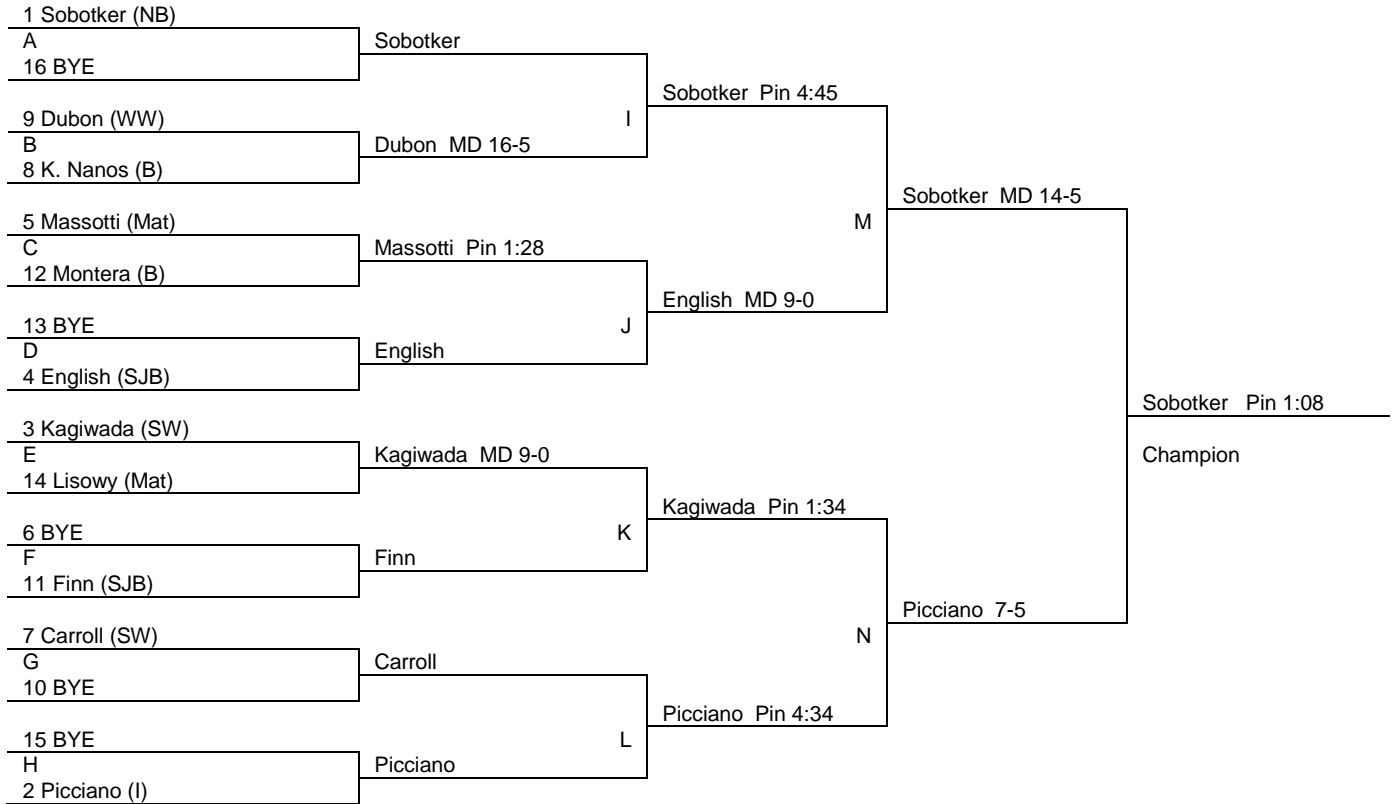 1 Sobotker (NB)
A
16 BYE
Sobotker
9 Dubon (WW)
B
8 K. Nanos (B)
Dubon  MD 16-5
I
Sobotker  Pin 4:45
5 Massotti (Mat)
C
12 Montera (B)
Massotti  Pin 1:28
13 BYE
D
4 English (SJB)
English
J
English  MD 9-0
M
Sobotker  MD 14-5
3 Kagiwada (SW)
E
14 Lisowy (Mat)
Kagiwada  MD 9-0
6 BYE
F
11 Finn (SJB)
Finn
K
Kagiwada  Pin 1:34
7 Carroll (SW)
G
10 BYE
Carroll
15 BYE
H
2 Picciano (I)
Picciano
L
Picciano  Pin 4:34
N
Picciano  7-5
Sobotker   Pin 1:08
Champion